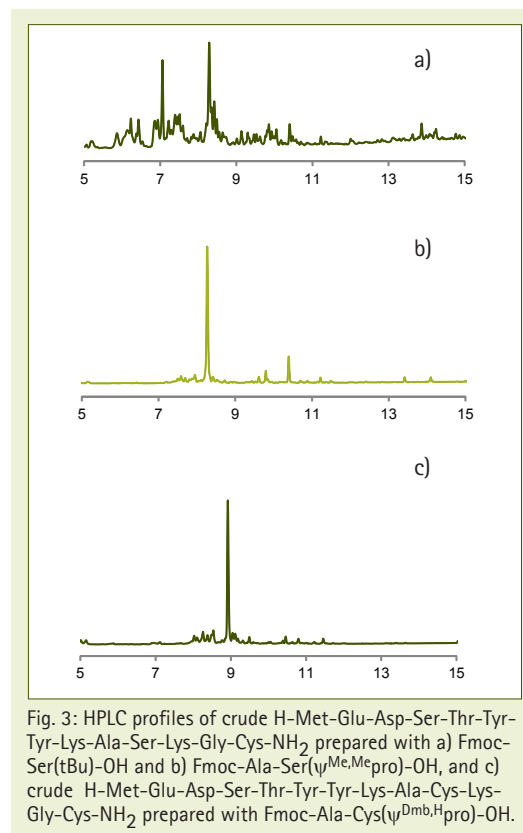 a)
5 7 9 11 13 15
b)
5 7 9 11 13 15
c)
5 7 9 11 13 15
Fig. 3: HPLC profiles of crude H-Met-Glu-Asp-Ser-Thr-Tyr-
Tyr-Lys-Ala-Ser-Lys-Gly-Cys-NH₂ prepared with a) Fmoc-
Ser(tBu)-OH and b) Fmoc-Ala-Ser(ψᴹᵉ,ᴹᵉpro)-OH, and c)
crude H-Met-Glu-Asp-Ser-Thr-Tyr-Tyr-Lys-Ala-Cys-Lys-
Gly-Cys-NH₂ prepared with Fmoc-Ala-Cys(ψᴰᵐᵇ,ᴴpro)-OH.